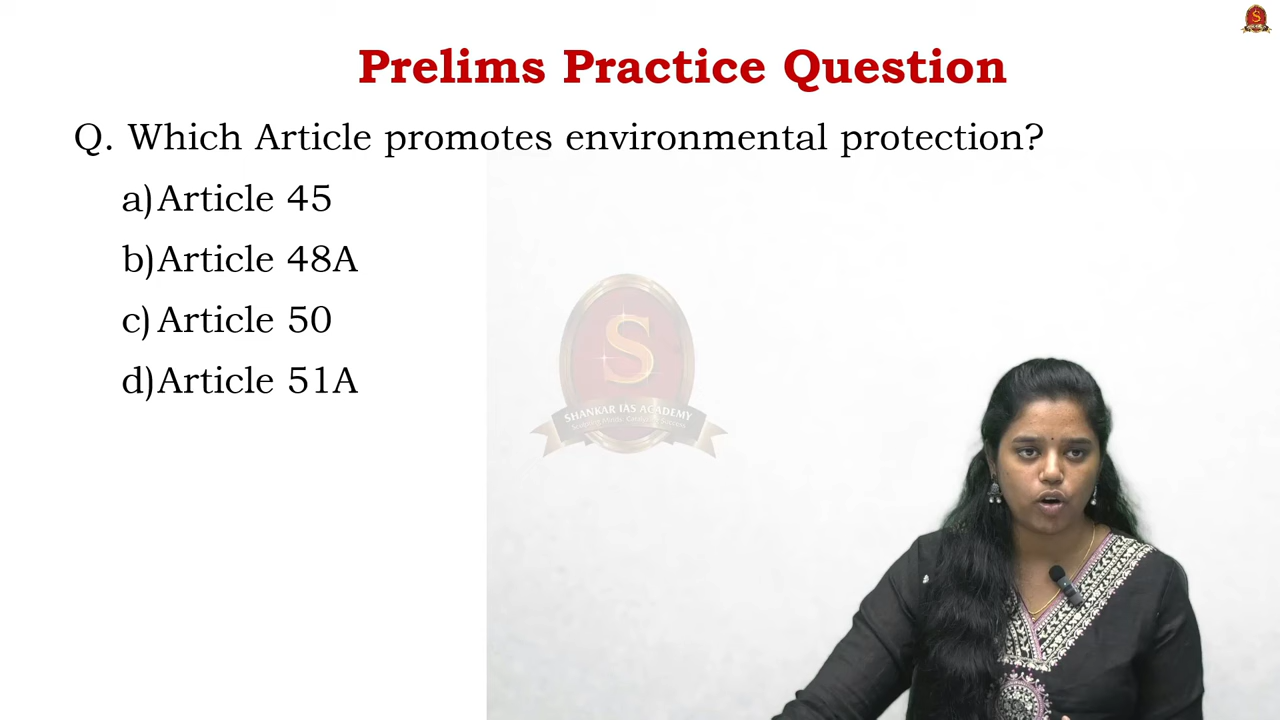 Prelims Practice Question
Q. Which Article promotes environmental protection?
a) Article 45
b) Article 48A
c) Article 50
d) Article 51A
S
SHANKAR IAS ACADEMY